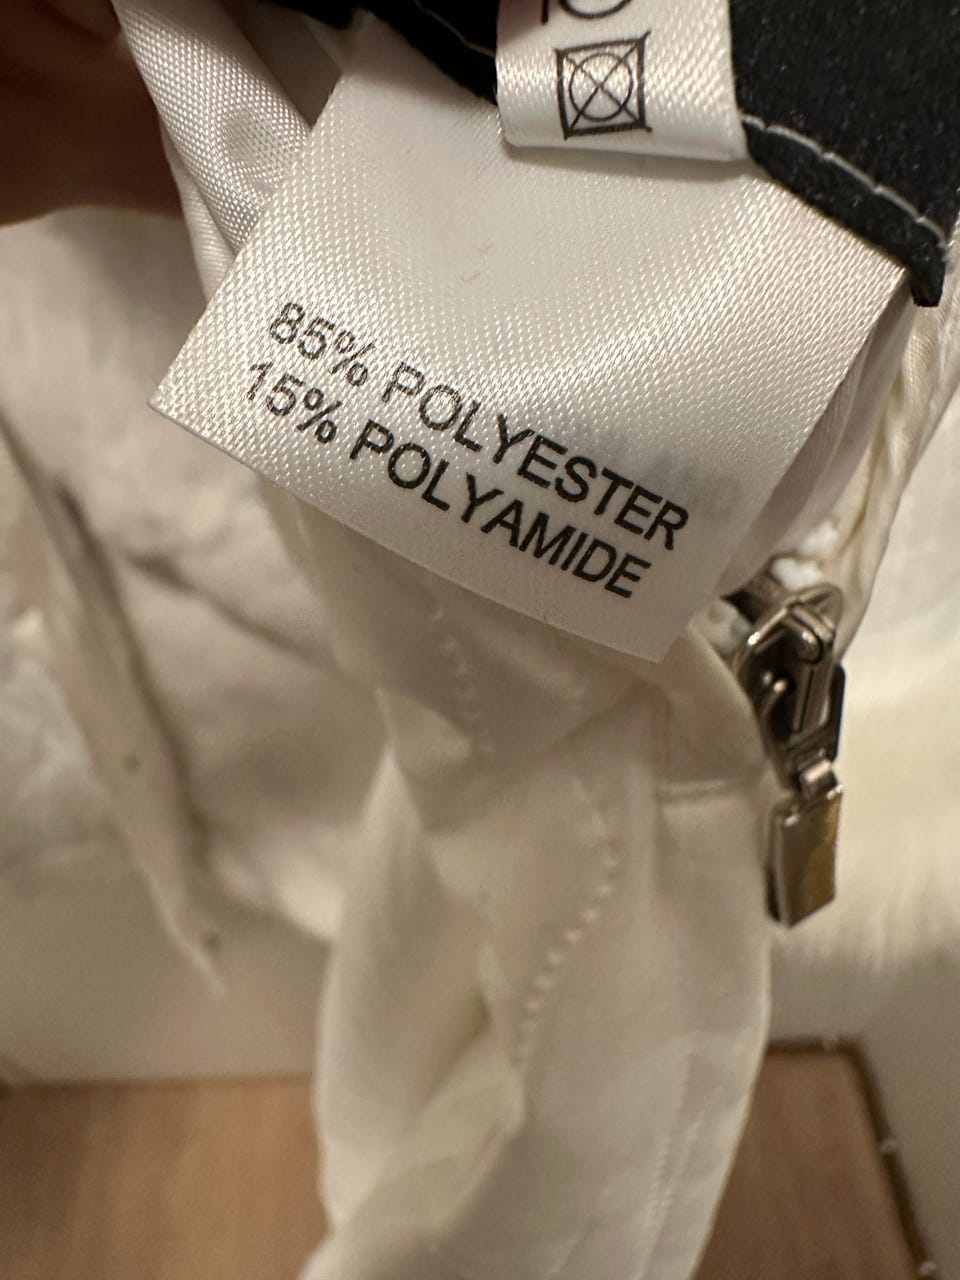 85% POLYESTER
15% POLYAMIDE